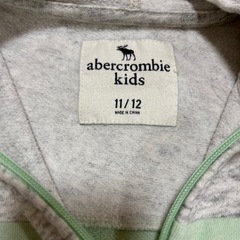 abercrombie
kids
11/12
MADE IN CHINA